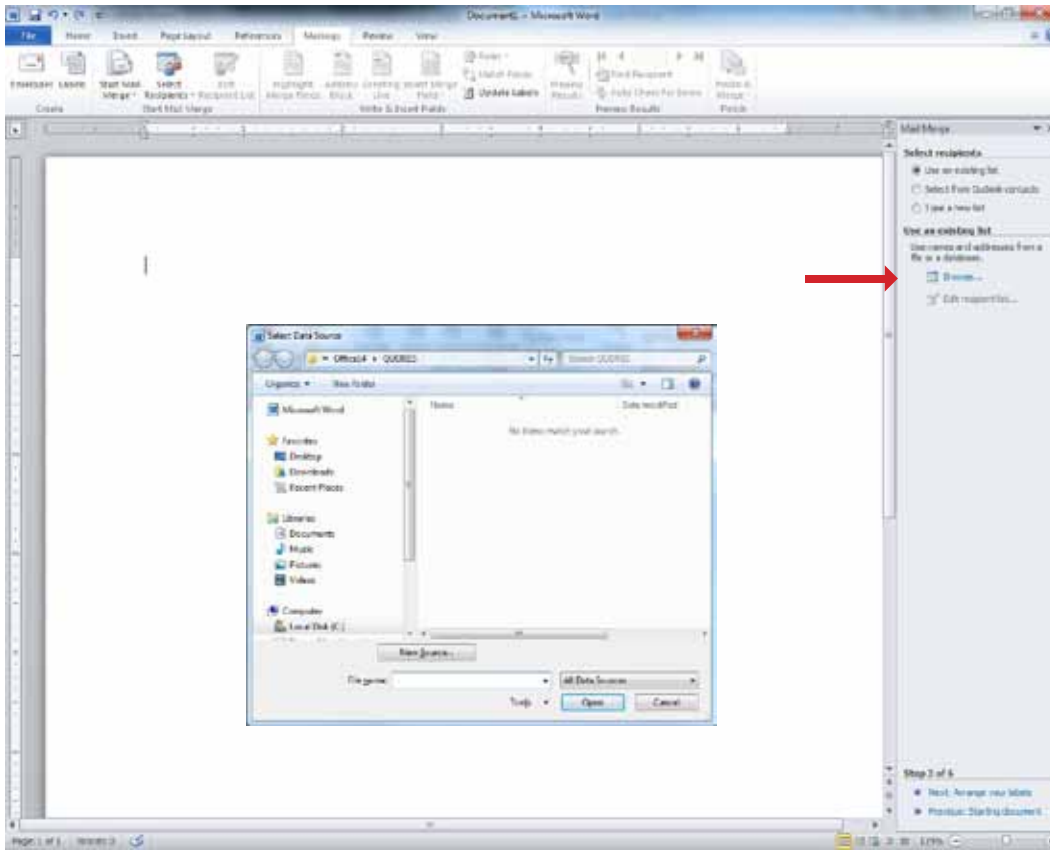 Document1 - Microsoft Word
File Home Insert Page Layout References Mailings Review View
Envelopes Labels Start Mail Merge Select Recipients Edit Recipient List Highlight Merge Fields Address Block Greeting Line Insert Merge Field Rules Match Fields Update Labels Preview Results Find Recipient Auto Check for Errors Finish & Merge
Create Start Mail Merge Write & Insert Fields Preview Results Finish
Mail Merge
Select recipients
Use an existing list
Select from Outlook contacts
Type a new list
Use an existing list
Use names and addresses from a
file or a database.
Browse...
Edit recipient list...
Select Data Source
Office14 QUERIES Search QUERIES
Organize New folder
Microsoft Word Name Date modified
No items match your search.
Favorites
Desktop
Downloads
Recent Places
Libraries
Documents
Music
Pictures
Videos
Computer
Local Disk (C:)
New Source...
File name: All Data Sources
Tools Open Cancel
Step 3 of 6
Next: Arrange your labels
Previous: Starting document
Page: 1 of 1 Words: 0 129%